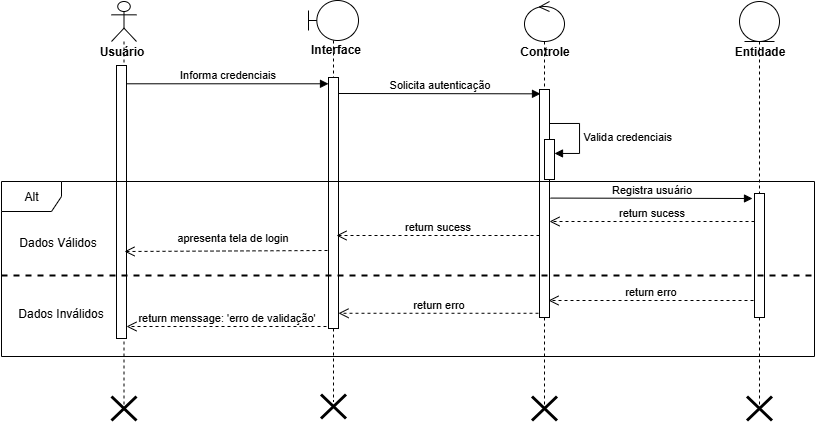 Usuário
Interface
Controle
Entidade
Informa credenciais
Solicita autenticação
Valida credenciais
Alt
Registra usuário
return sucess
return sucess
apresenta tela de login
Dados Válidos
return erro
return erro
Dados Inválidos
return menssage: 'erro de validação'